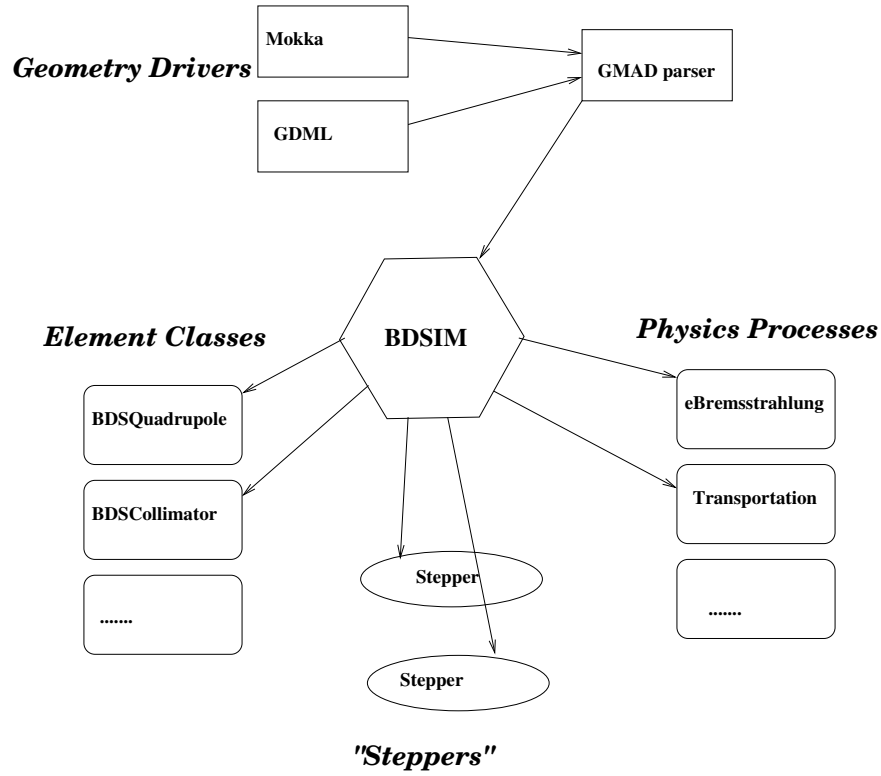 Mokka
Geometry Drivers
GMAD parser
GDML
Element Classes
BDSIM
Physics Processes
BDSQuadrupole
eBremsstrahlung
BDSCollimator
Transportation
Stepper
.......
.......
Stepper
"Steppers"